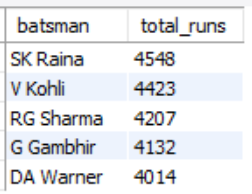 batsman total_runs
SK Raina 4548
V Kohli 4423
RG Sharma 4207
G Gambhir 4132
DA Warner 4014